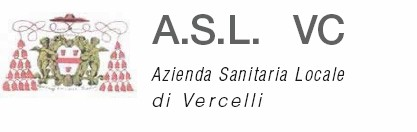 A.S.L. VC
Azienda Sanitaria Locale
di Vercelli